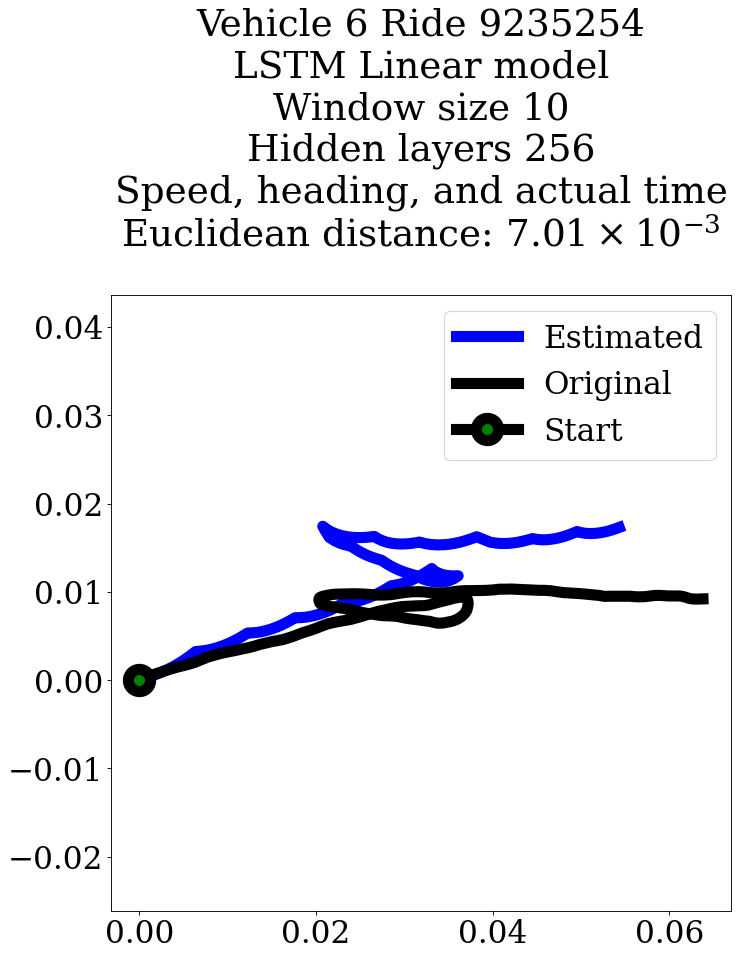 Vehicle 6 Ride 9235254
LSTM Linear model
Window size 10
Hidden layers 256
Speed, heading, and actual time
Euclidean distance: 7.01 × 10⁻³
Estimated
Original
Start
0.04
0.03
0.02
0.01
0.00
−0.01
−0.02
0.00 0.02 0.04 0.06